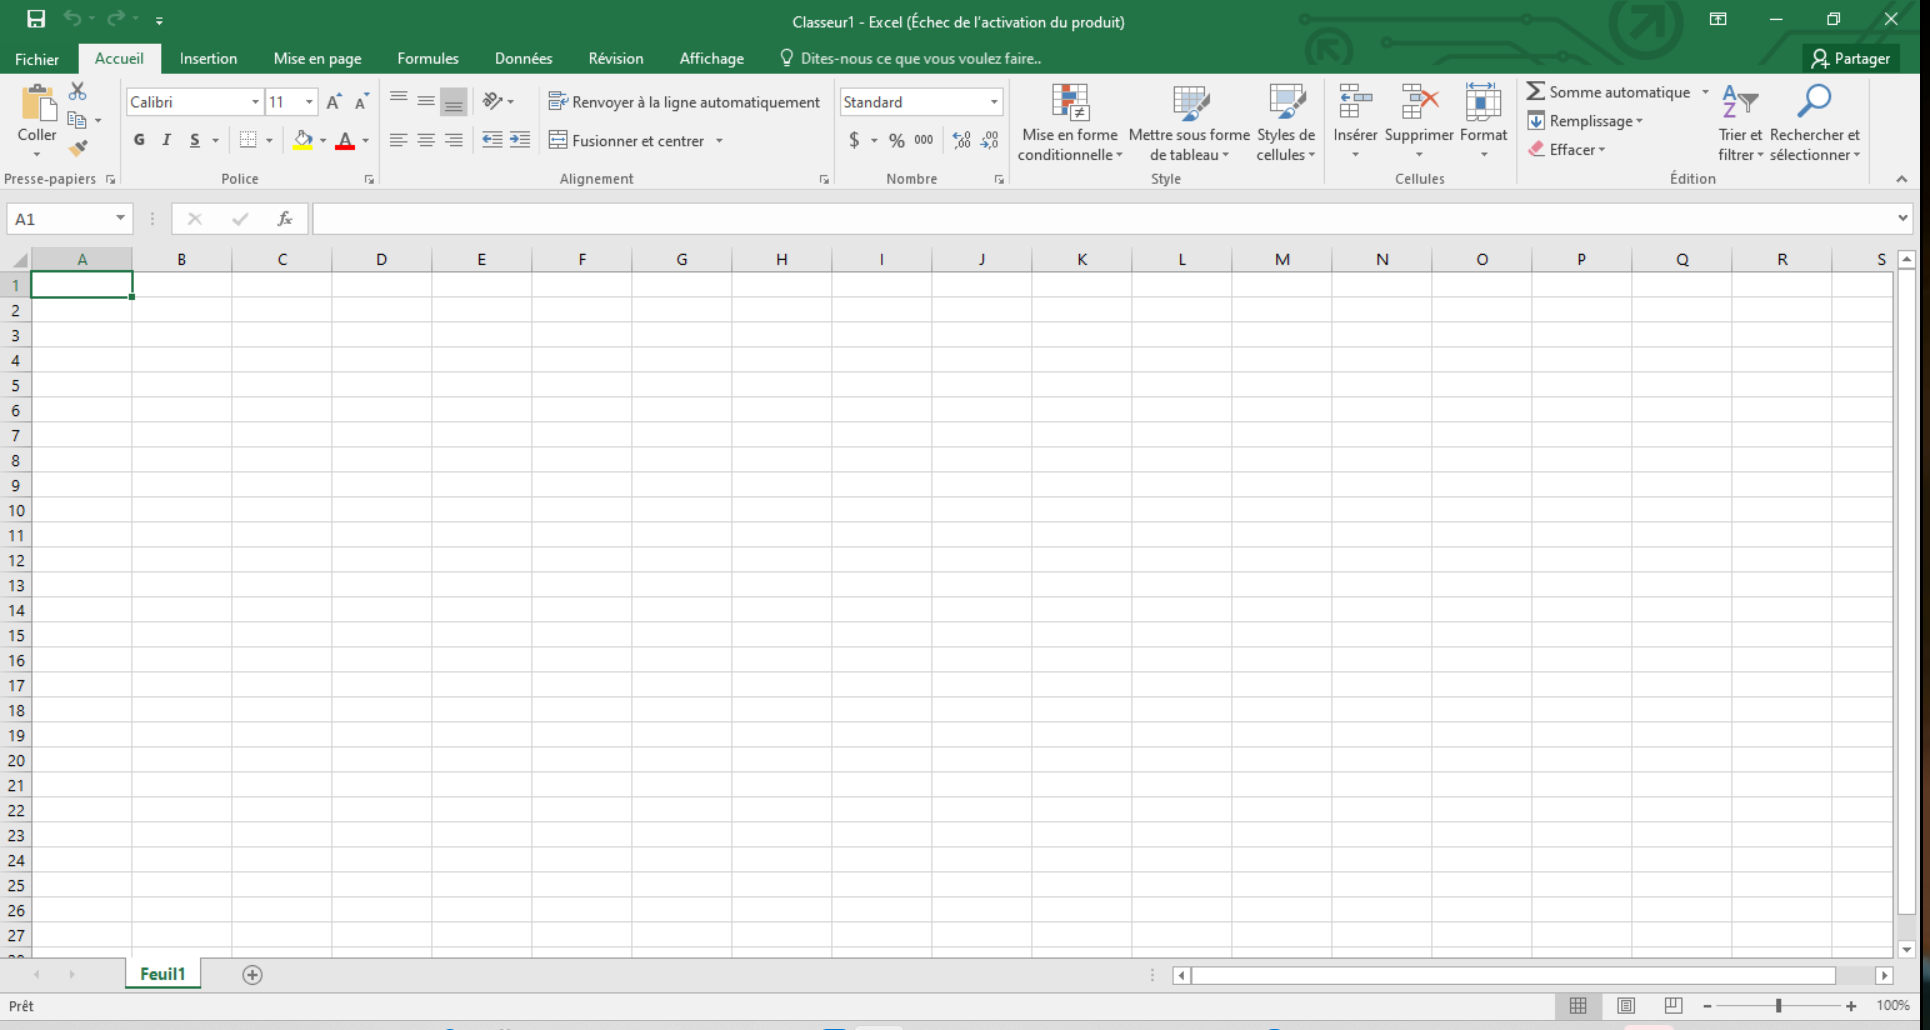 Classeur1 - Excel (Échec de l'activation du produit)
Fichier Accueil Insertion Mise en page Formules Données Révision Affichage Dites-nous ce que vous voulez faire.. Partager
Coller
Presse-papiers
Calibri 11
G I S A
Police
Renvoyer à la ligne automatiquement
Fusionner et centrer
Alignement
Standard
$ % 000
Nombre
Mise en forme
conditionnelle
Mettre sous forme
de tableau
Styles de
cellules
Style
Insérer Supprimer Format
Cellules
Somme automatique
Remplissage
Effacer
Trier et
filtrer
Rechercher et
sélectionner
Édition
A1 fx
A B C D E F G H I J K L M N O P Q R S
1
2
3
4
5
6
7
8
9
10
11
12
13
14
15
16
17
18
19
20
21
22
23
24
25
26
27
Feuil1
Prêt 100%